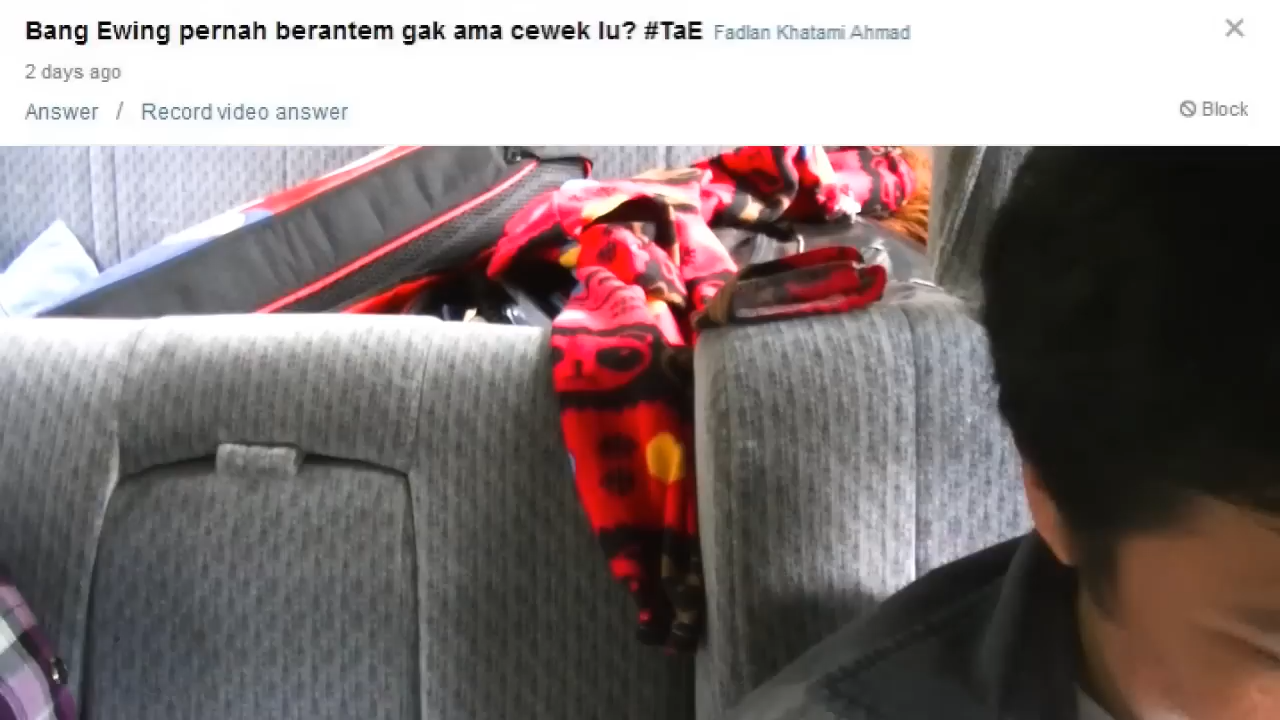 Bang Ewing pernah berantem gak ama cewek lu? #TaE Fadlan Khatami Ahmad
2 days ago
Answer / Record video answer
Block